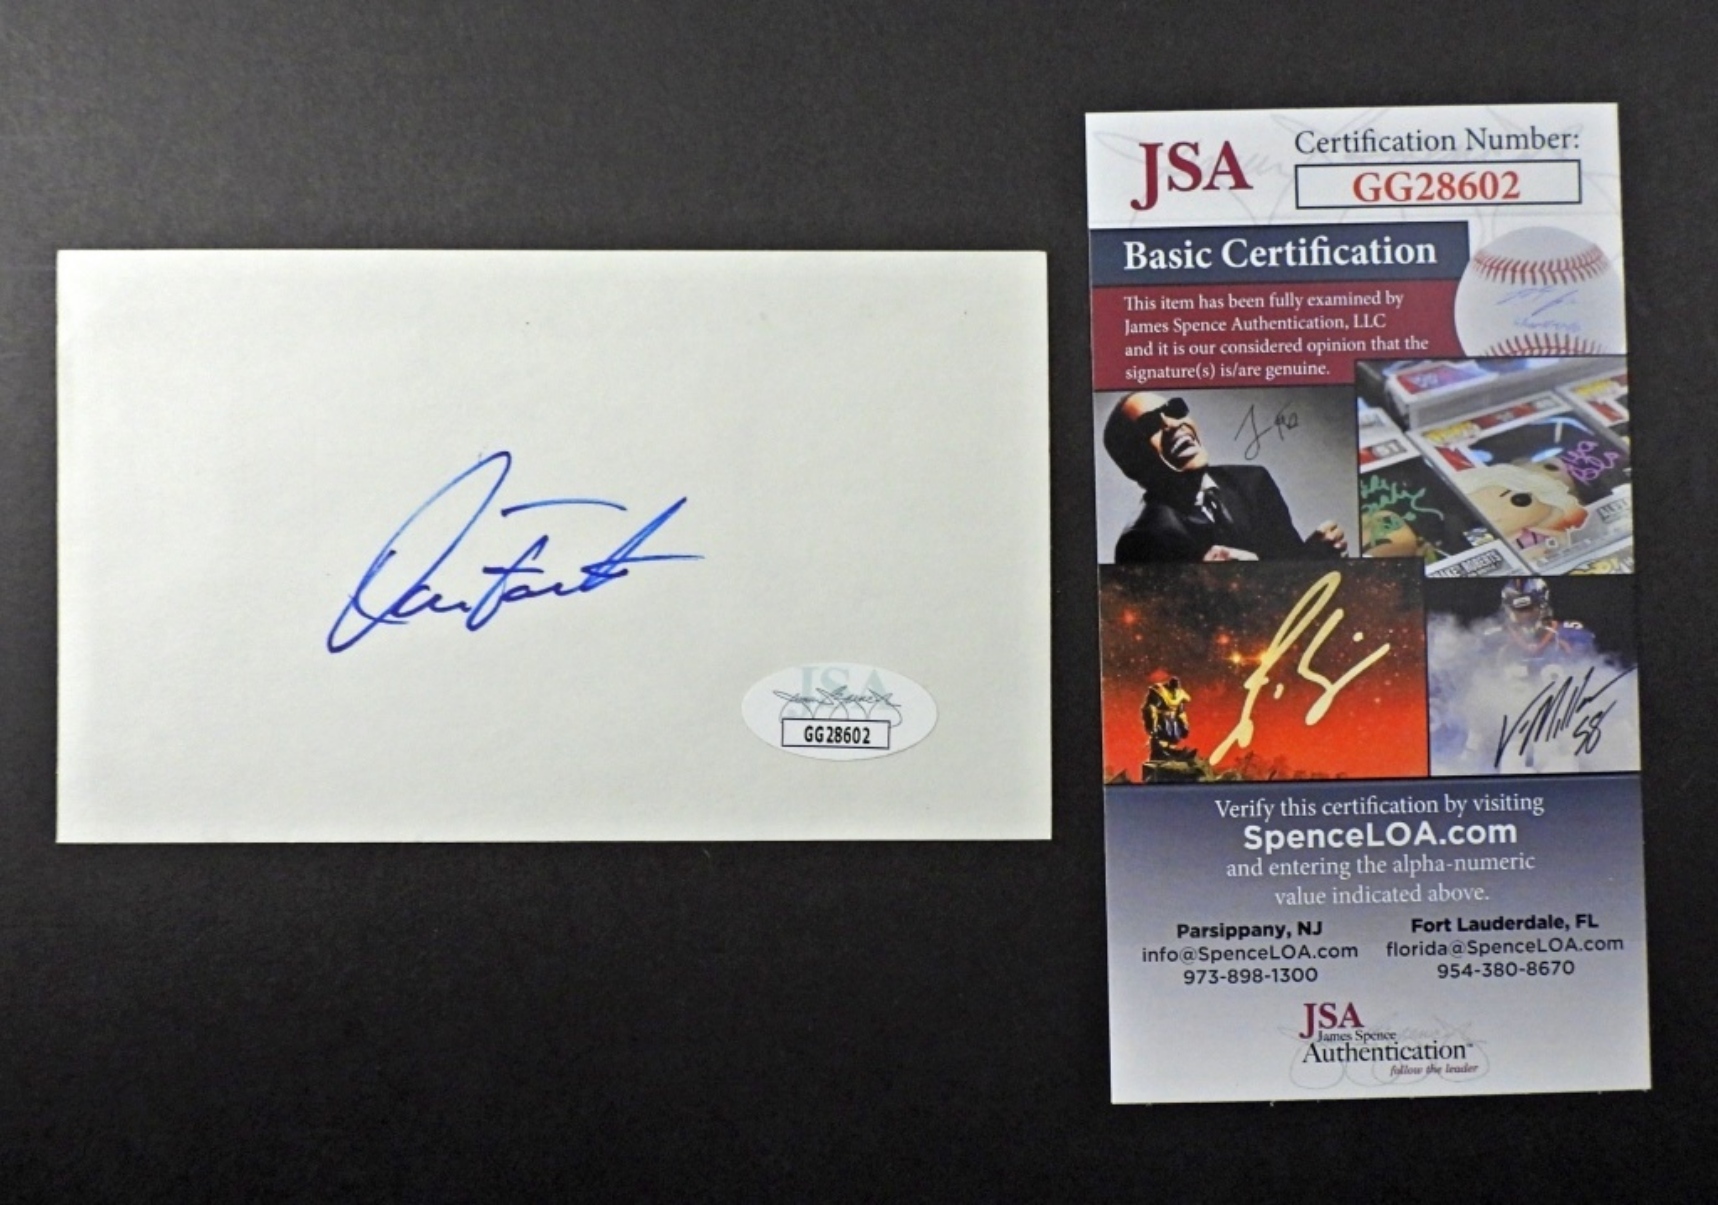 JSA
Certification Number:
GG28602
Basic Certification
This item has been fully examined by
James Spence Authentication, LLC
and it is our considered opinion that the
signature(s) is/are genuine.
JSA
GG28602
Verify this certification by visiting
SpenceLOA.com
and entering the alpha-numeric
value indicated above.
Parsippany, NJ
info@SpenceLOA.com
973-898-1300
Fort Lauderdale, FL
florida@SpenceLOA.com
954-380-8670
JSA
James Spence
Authentication™
follow the leader